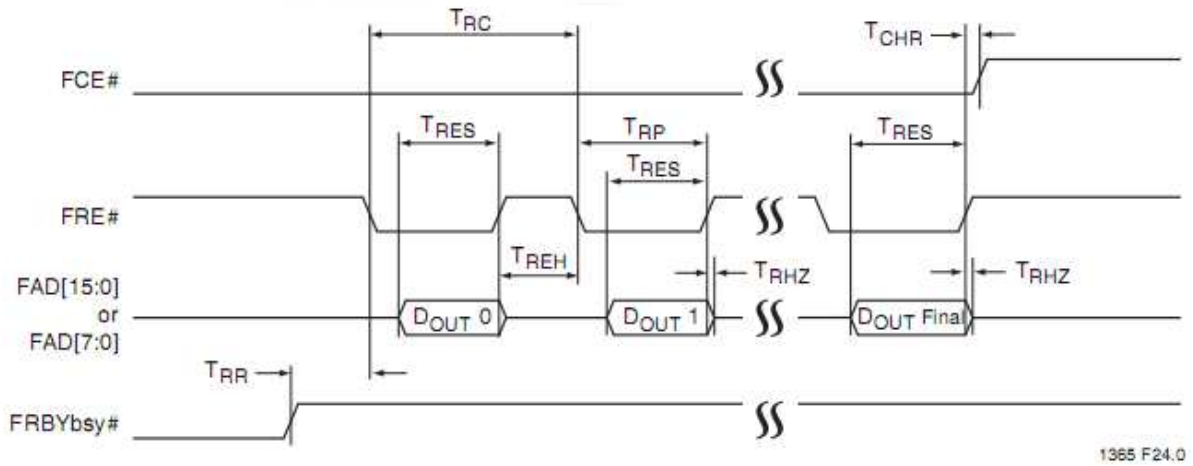 TRC
TCHR
FCE#
TRES
TRP
TRES
TRES
FRE#
TREH
TRHZ
TRHZ
FAD[15:0]
or
FAD[7:0]
DOUT 0
DOUT 1
DOUT Final
TRR
FRBYbsy#
1365 F24.0